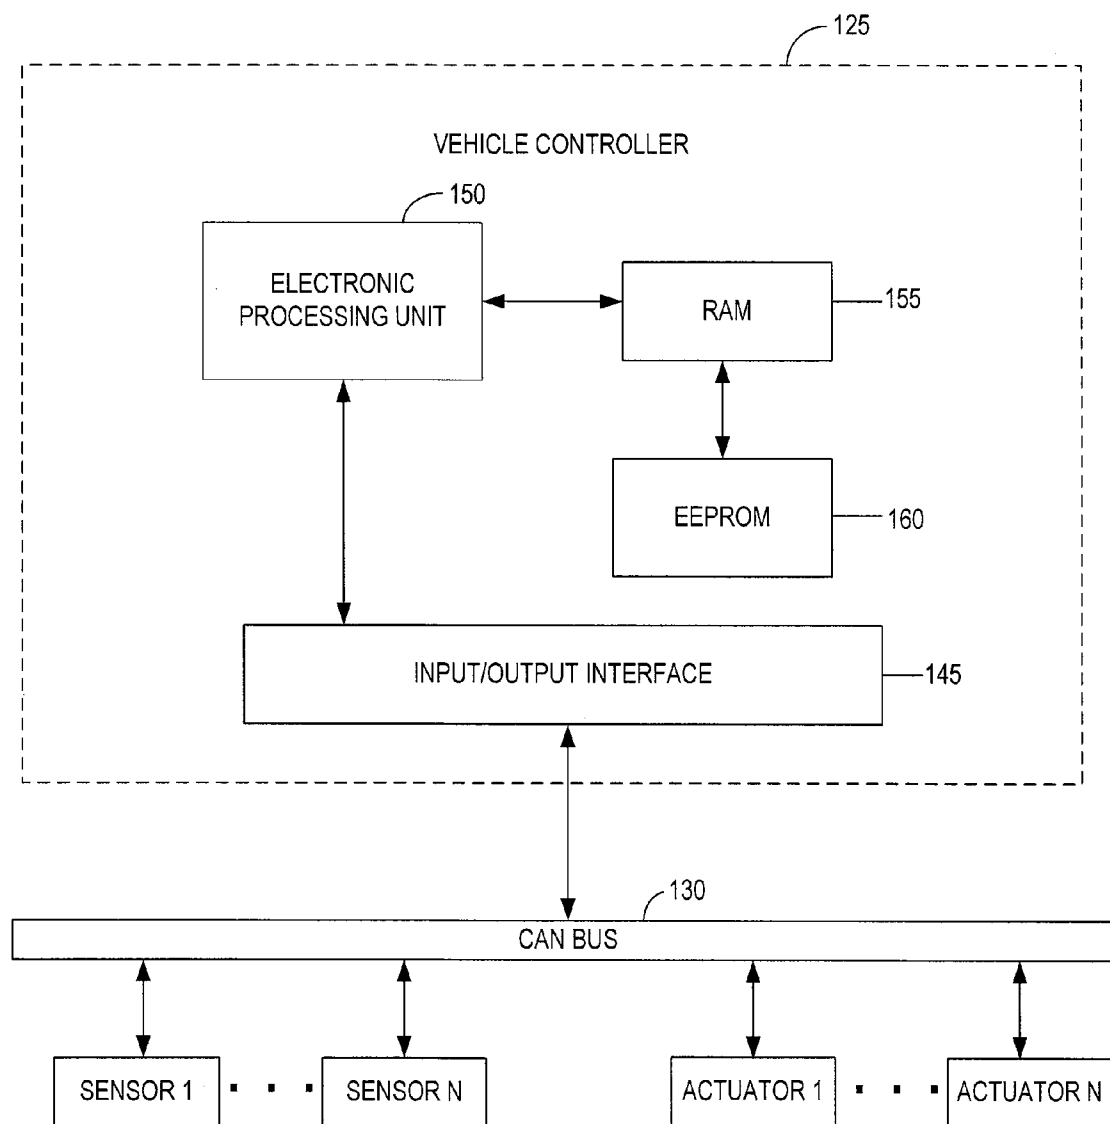 125
VEHICLE CONTROLLER
150
ELECTRONIC
PROCESSING UNIT
RAM
155
EEPROM
160
INPUT/OUTPUT INTERFACE
145
130
CAN BUS
SENSOR 1 . . . SENSOR N
ACTUATOR 1 . . . ACTUATOR N